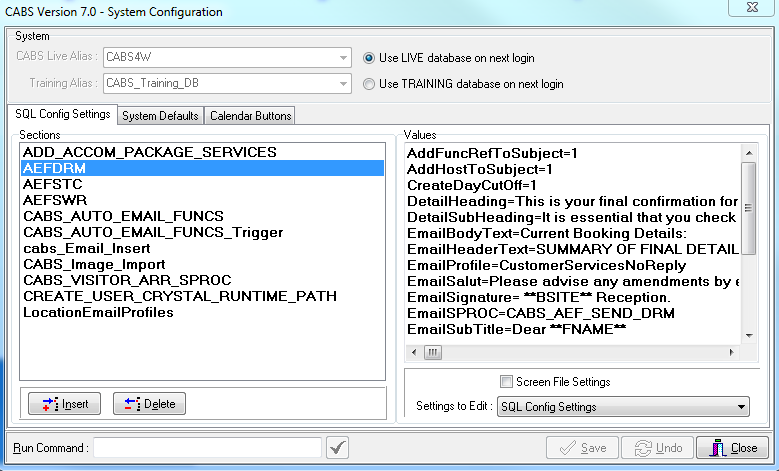 CABS Version 7.0 - System Configuration
System
CABS Live Alias : CABS4W
Use LIVE database on next login
Training Alias : CABS_Training_DB
Use TRAINING database on next login
SQL Config Settings System Defaults Calendar Buttons
Sections
ADD_ACCOM_PACKAGE_SERVICES
AEFDRM
AEFSTC
AEFSWR
CABS_AUTO_EMAIL_FUNCS
CABS_AUTO_EMAIL_FUNCS_Trigger
cabs_Email_Insert
CABS_Image_Import
CABS_VISITOR_ARR_SPROC
CREATE_USER_CRYSTAL_RUNTIME_PATH
LocationEmailProfiles
Insert Delete
Values
AddFuncRefToSubject=1
AddHostToSubject=1
CreateDayCutOff=1
DetailHeading=This is your final confirmation for
DetailSubHeading=It is essential that you check
EmailBodyText=Current Booking Details:
EmailHeaderText=SUMMARY OF FINAL DETAIL
EmailProfile=CustomerServicesNoReply
EmailSalut=Please advise any amendments by e
EmailSignature= **BSITE** Reception.
EmailSPROC=CABS_AEF_SEND_DRM
EmailSubTitle=Dear **FNAME**
Screen File Settings
Settings to Edit : SQL Config Settings
Run Command :
Save Undo Close